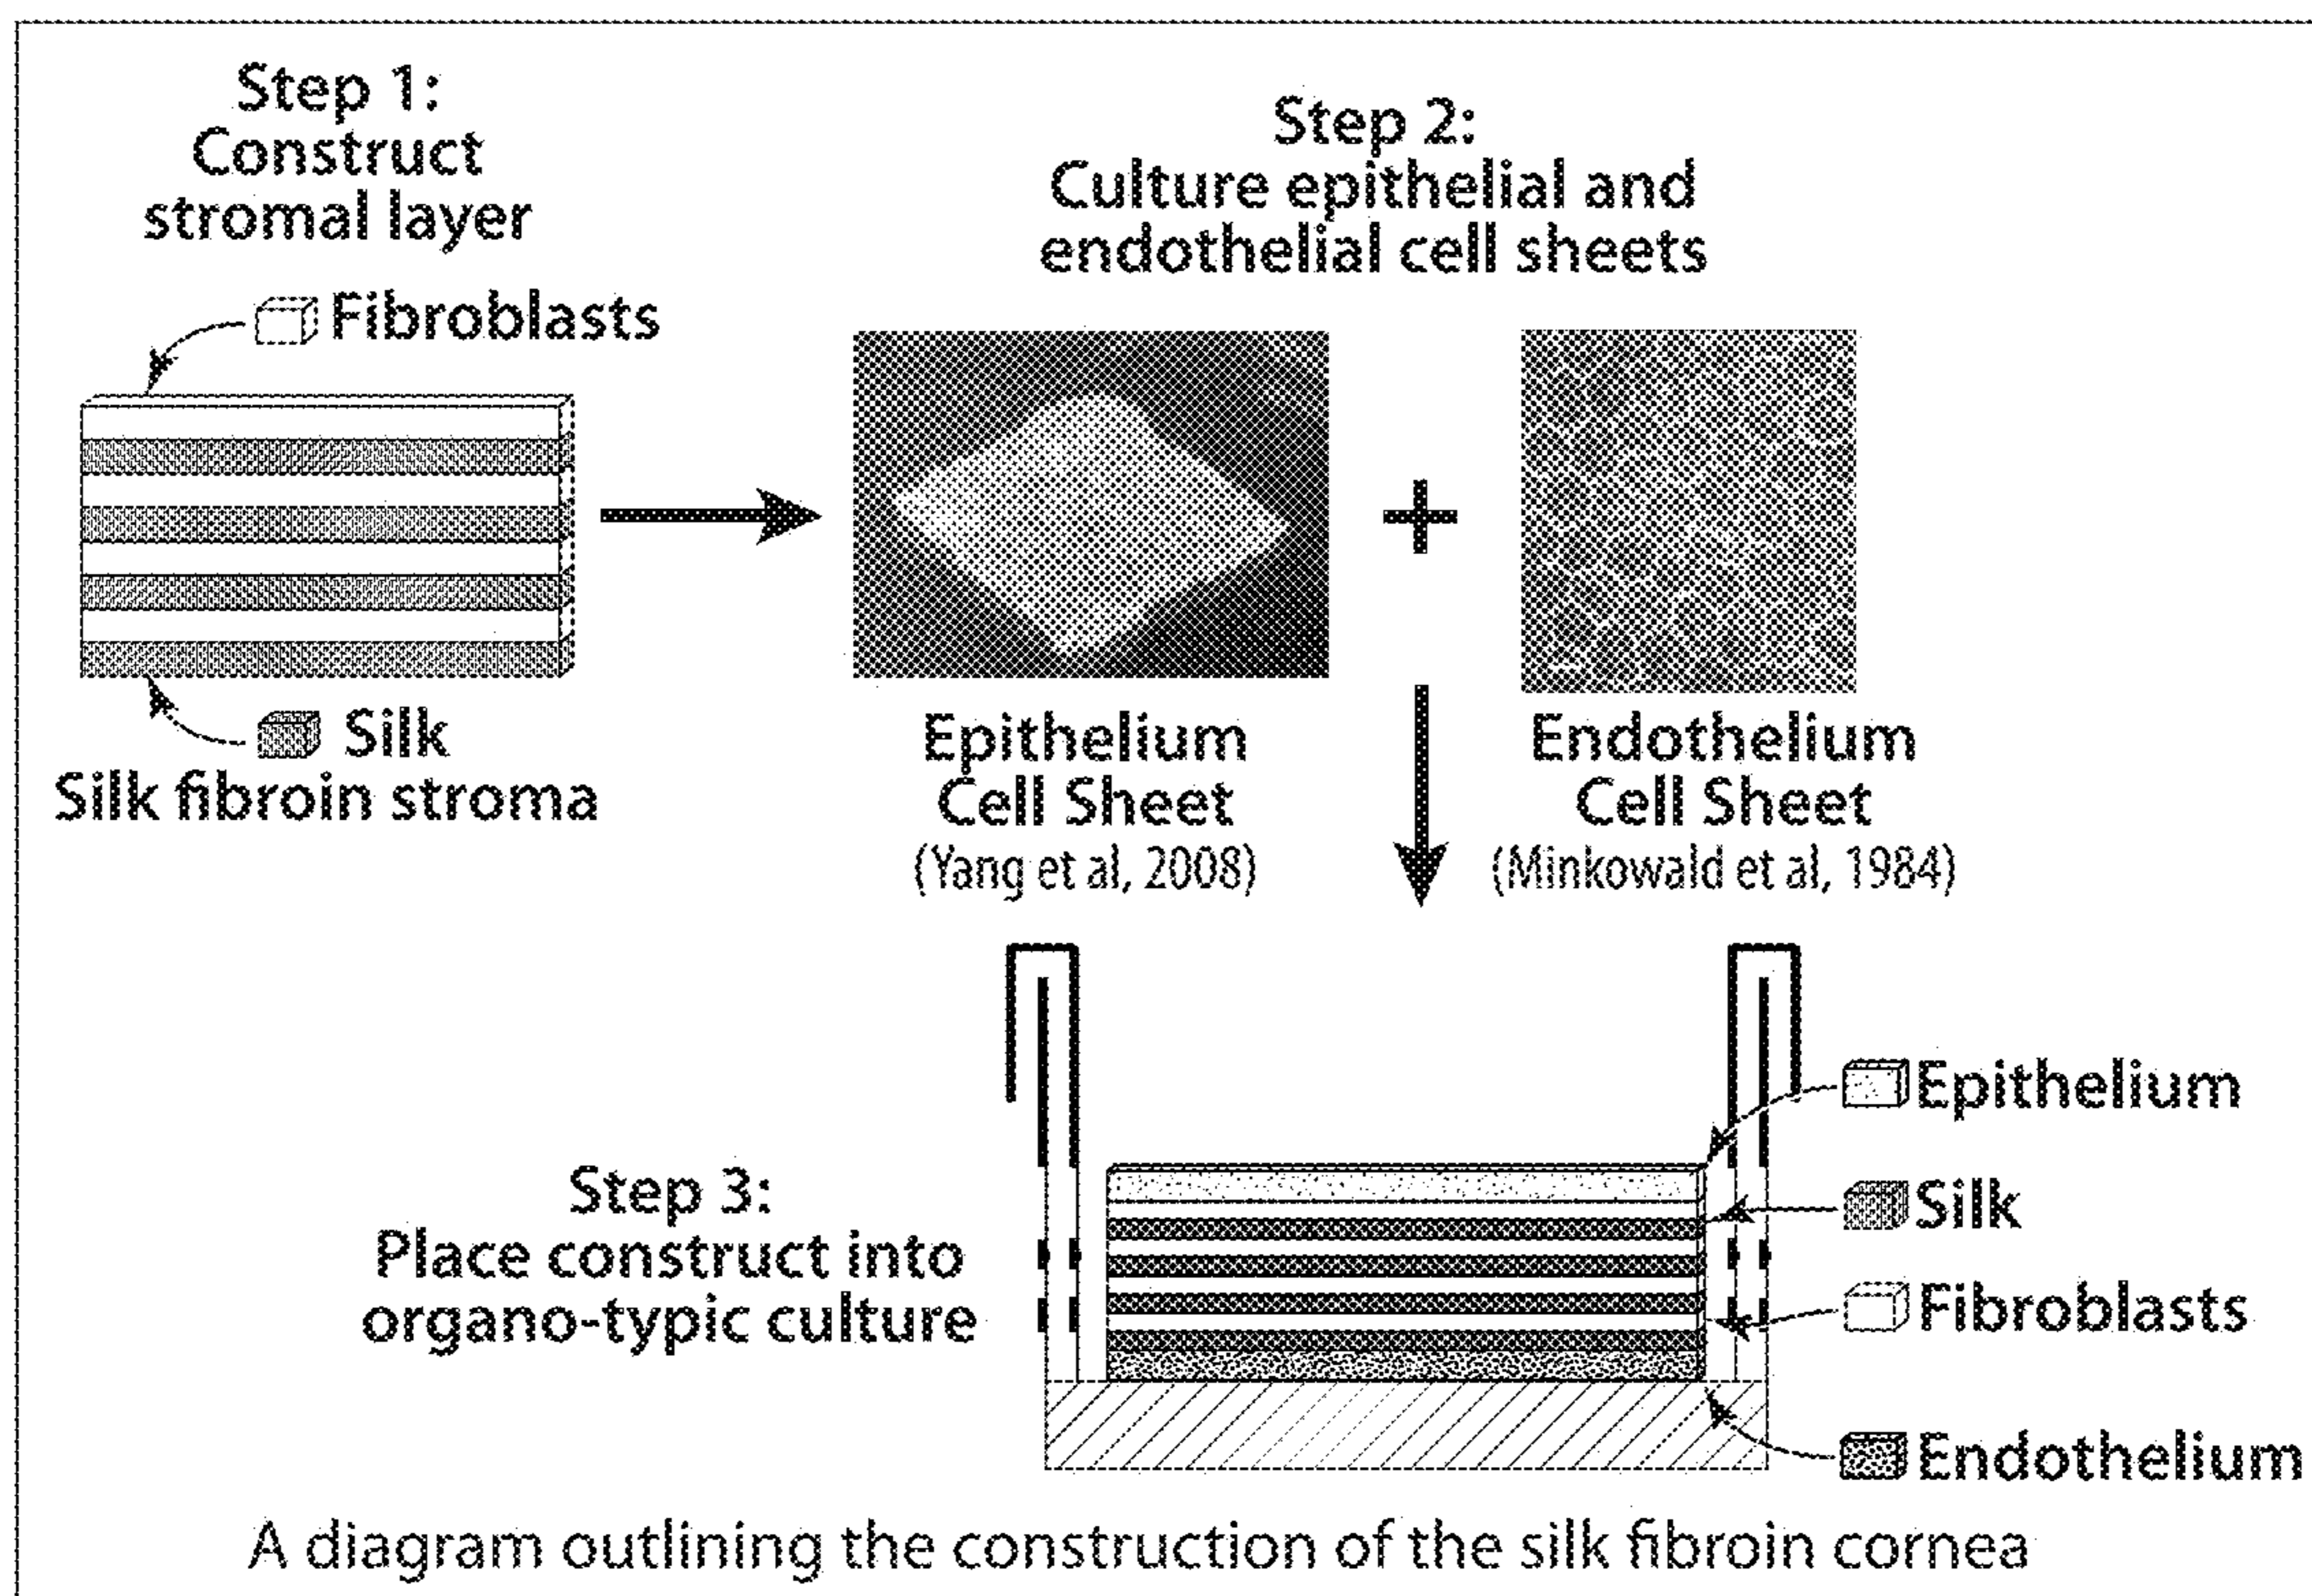 Step 1:
Construct
stromal layer
Fibroblasts
Silk
Silk fibroin stroma
Step 2:
Culture epithelial and
endothelial cell sheets
Epithelium
Cell Sheet
(Yang et al, 2008)
Endothelium
Cell Sheet
(Minkowald et al, 1984)
Step 3:
Place construct into
organo-typic culture
Epithelium
Silk
Fibroblasts
Endothelium
A diagram outlining the construction of the silk fibroin cornea